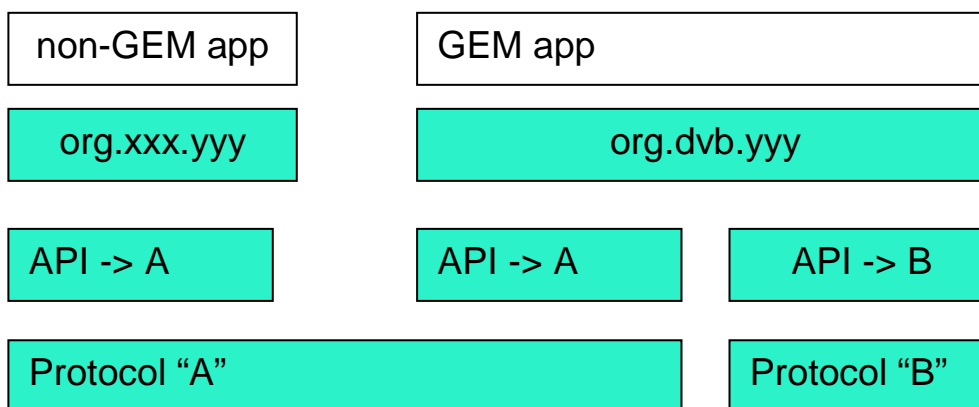 non-GEM app
GEM app
org.xxx.yyy
org.dvb.yyy
API -> A
API -> A
API -> B
Protocol “A”
Protocol “B”